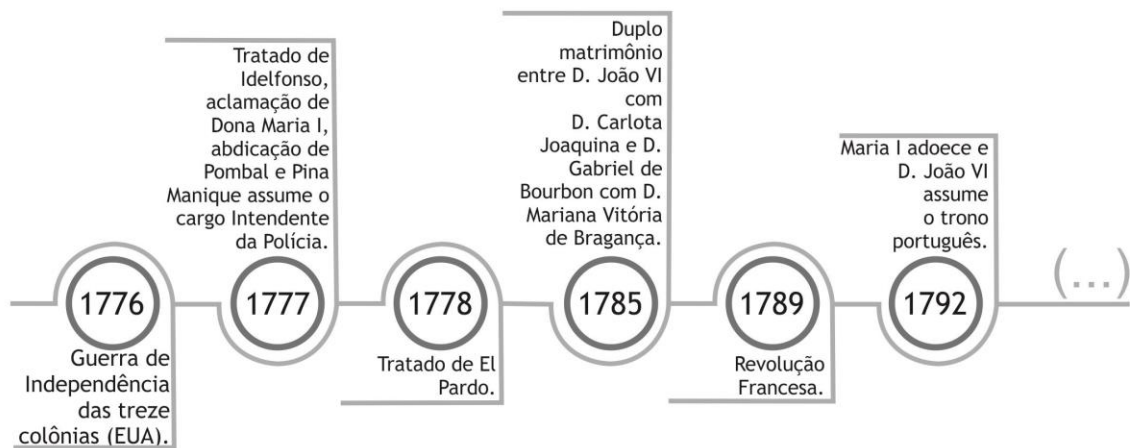 1776
Guerra de
Independência
das treze
colônias (EUA).
Tratado de
Idelfonso,
aclamação de
Dona Maria I,
abdicação de
Pombal e Pina
Manique assume o
cargo Intendente
da Polícia.
1777
1778
Tratado de El
Pardo.
Duplo
matrimônio
entre D. João VI
com
D. Carlota
Joaquina e D.
Gabriel de
Bourbon com D.
Mariana Vitória
de Bragança.
1785
1789
Revolução
Francesa.
Maria I adoece e
D. João VI
assume
o trono
português.
1792
(...)